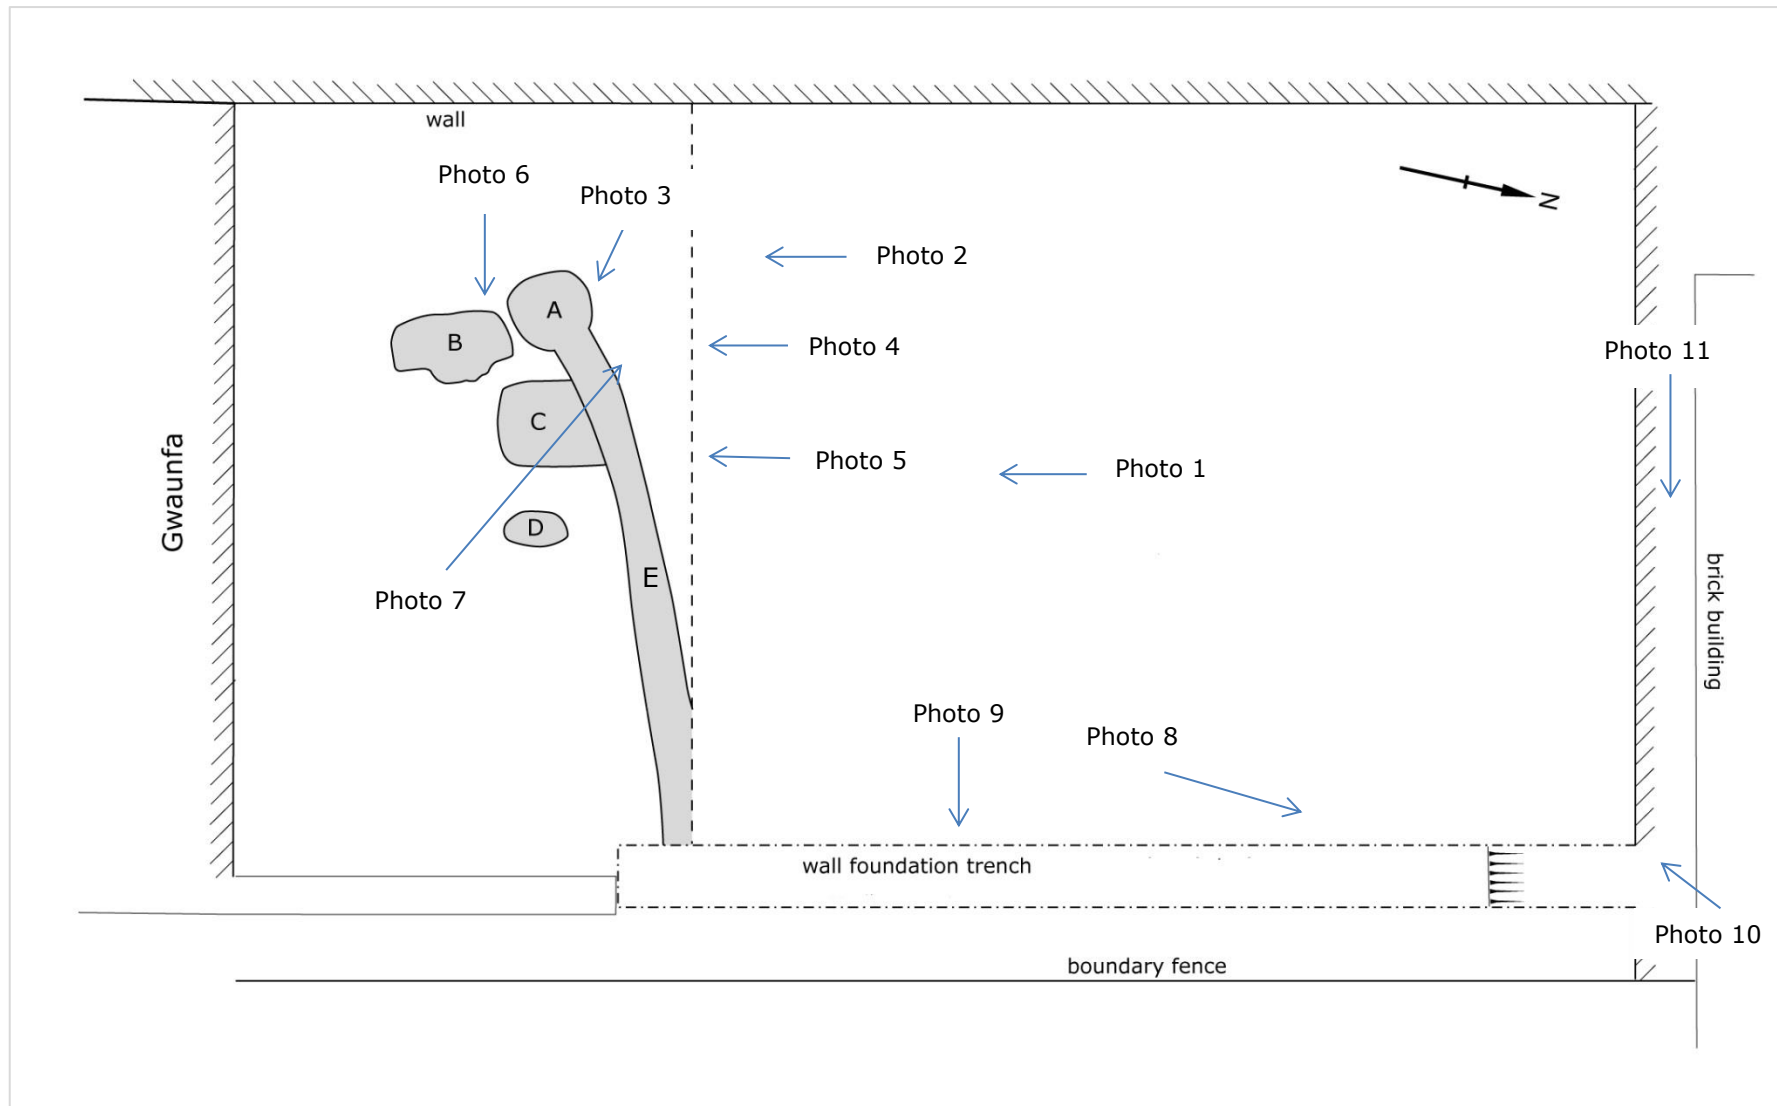 wall
Photo 6
Photo 3
N
Photo 2
A
B
Photo 4
Photo 11
C
Photo 5
Photo 1
Gwaunfa
D
E
Photo 7
brick building
Photo 9
Photo 8
wall foundation trench
Photo 10
boundary fence